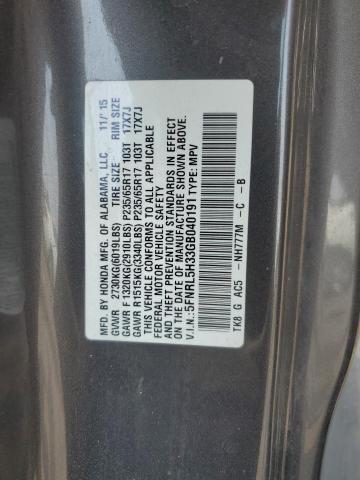 MFD. BY HONDA MFG. OF ALABAMA, LLC 11/ 15
GVWR 2730KG(6019LBS) TIRE SIZE RIM SIZE
GAWR F 1320KG(2910LBS) P235/65R17 103T 17X7J
GAWR R1515KG(3340LBS) P235/65R17 103T 17X7J
THIS VEHICLE CONFORMS TO ALL APPLICABLE
FEDERAL MOTOR VEHICLE SAFETY
AND THEFT PREVENTION STANDARDS IN EFFECT
ON THE DATE OF MANUFACTURE SHOWN ABOVE.
V.I.N.:5FNRL5H33GB040191 TYPE: MPV
TK8 G AC5 -NH777M- C -B